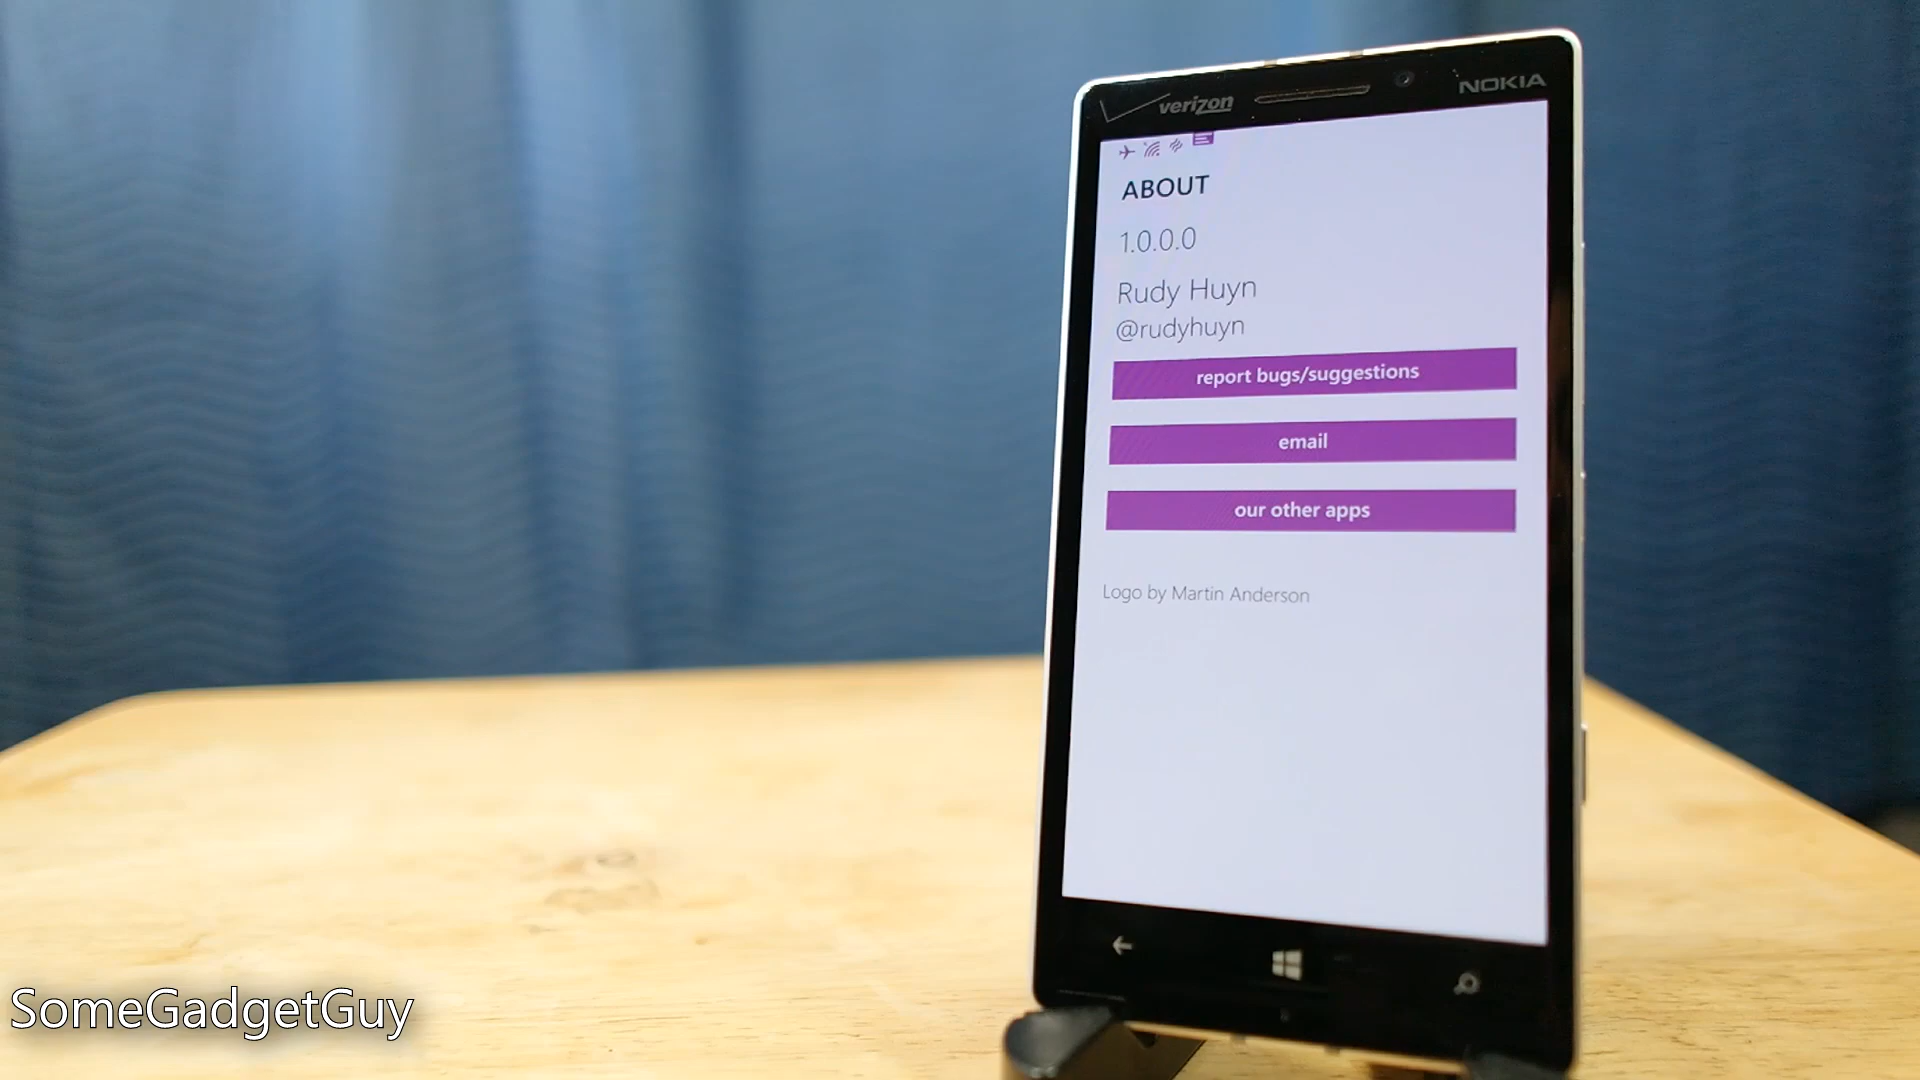 verizon
NOKIA
ABOUT
1.0.0.0
Rudy Huyn
@rudyhuyn
report bugs/suggestions
email
our other apps
Logo by Martin Anderson
SomeGadgetGuy